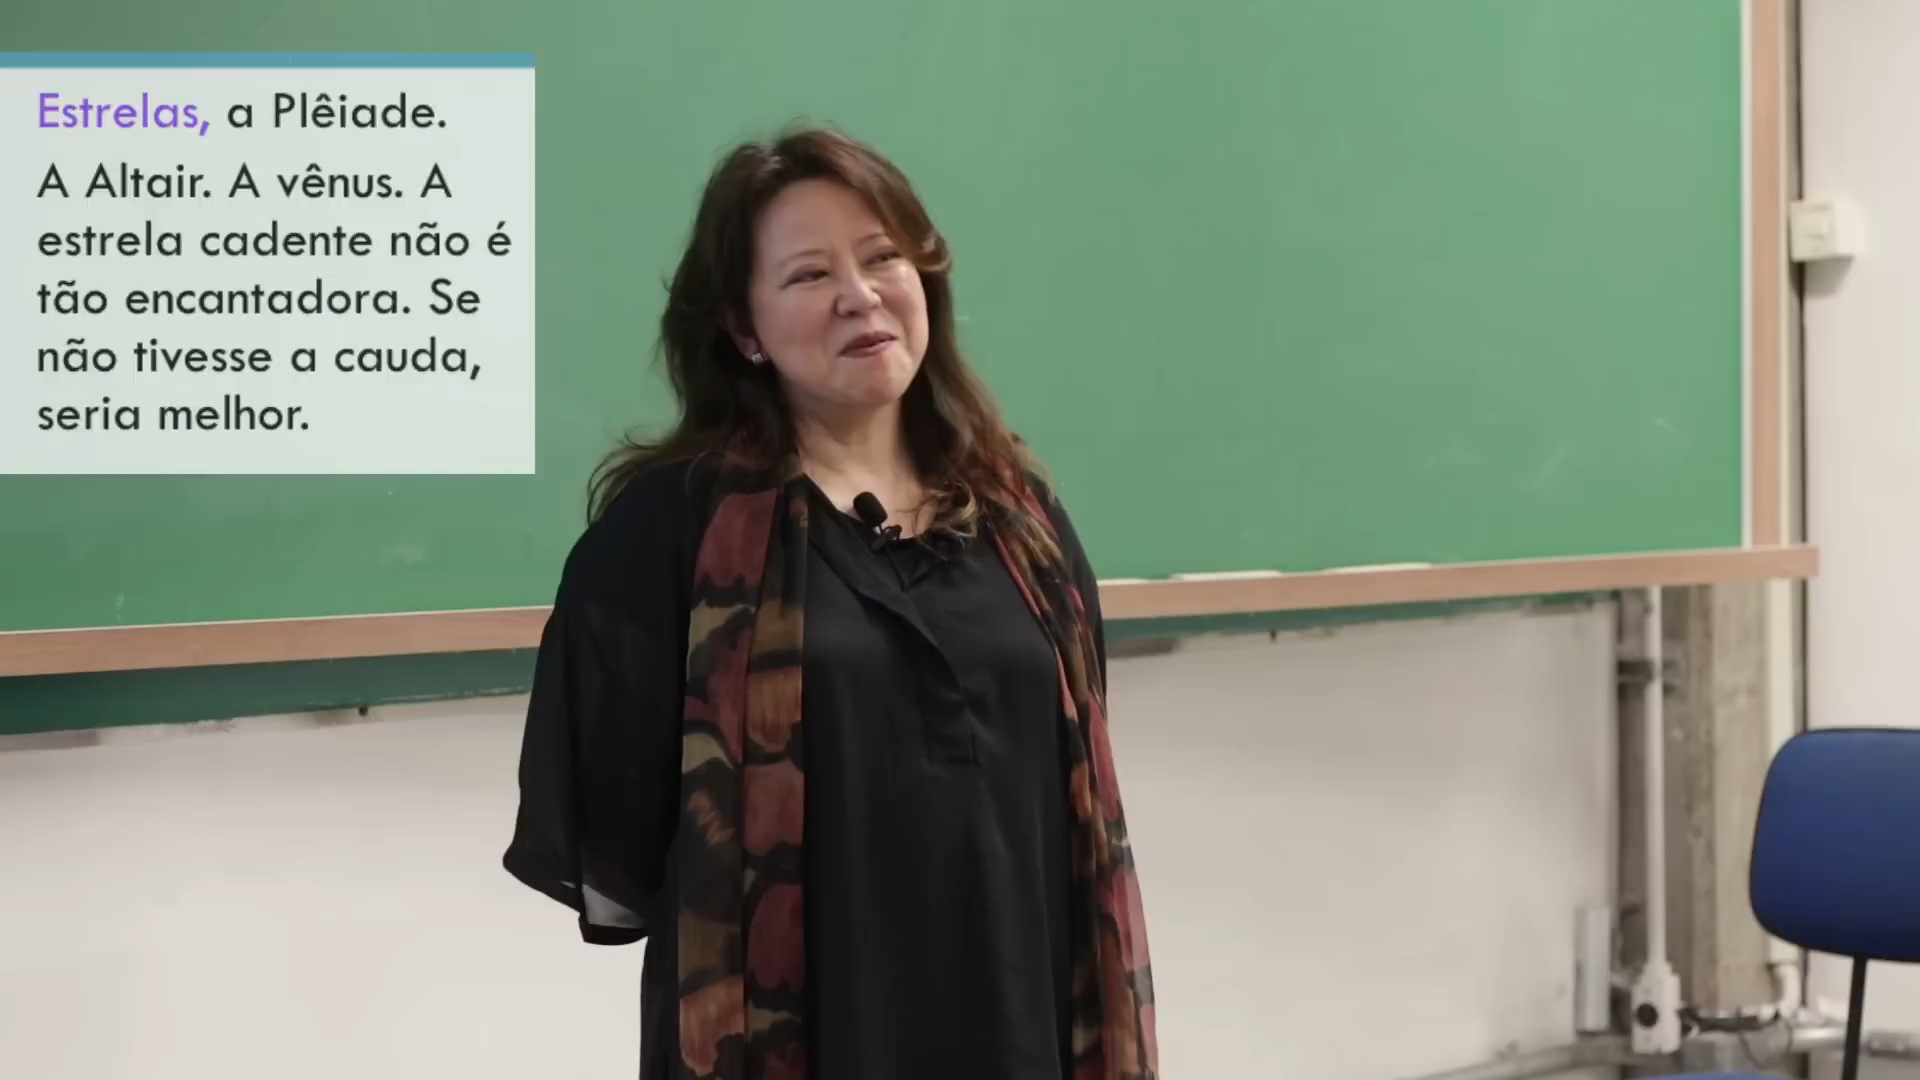 Estrelas, a Plêiade.
A Altair. A vênus. A
estrela cadente não é
tão encantadora. Se
não tivesse a cauda,
seria melhor.